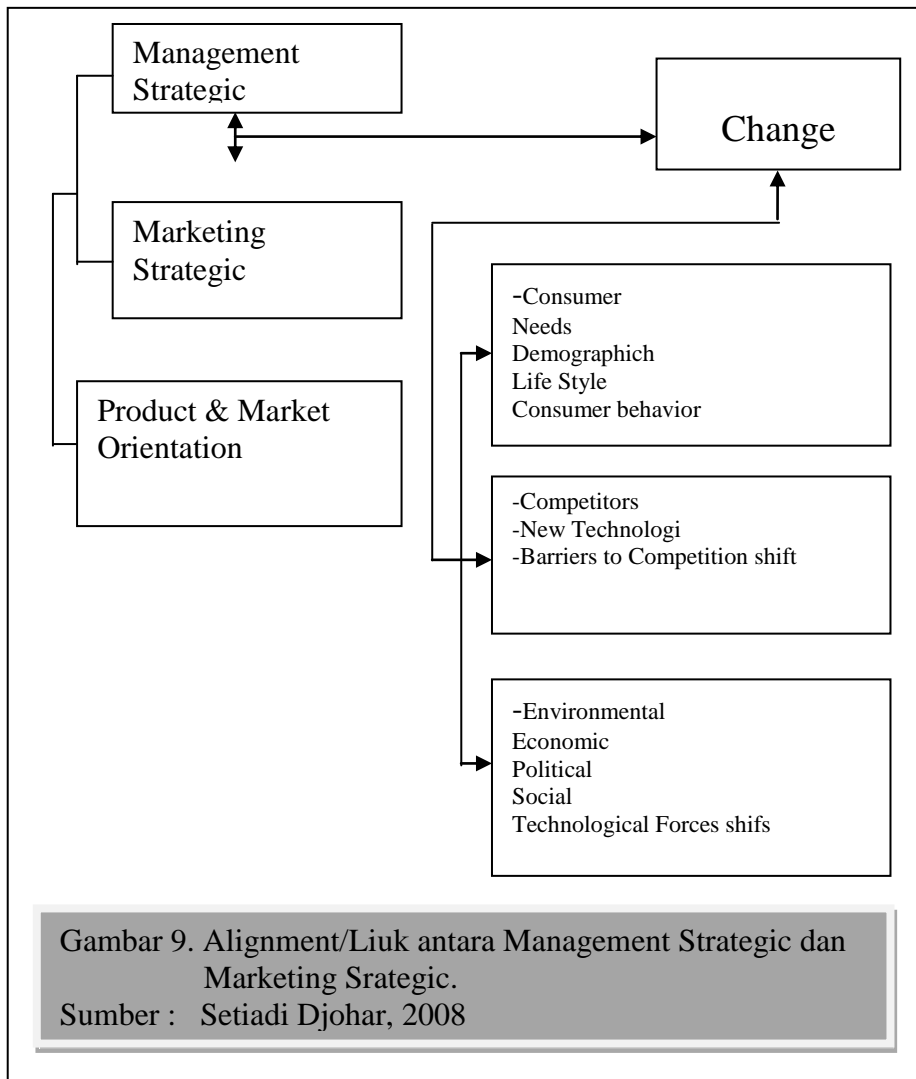 Management
Strategic
Change
Marketing
Strategic
Product & Market
Orientation
-Consumer
Needs
Demographich
Life Style
Consumer behavior
-Competitors
-New Technologi
-Barriers to Competition shift
-Environmental
Economic
Political
Social
Technological Forces shifs
Gambar 9. Alignment/Liuk antara Management Strategic dan
Marketing Srategic.
Sumber : Setiadi Djohar, 2008